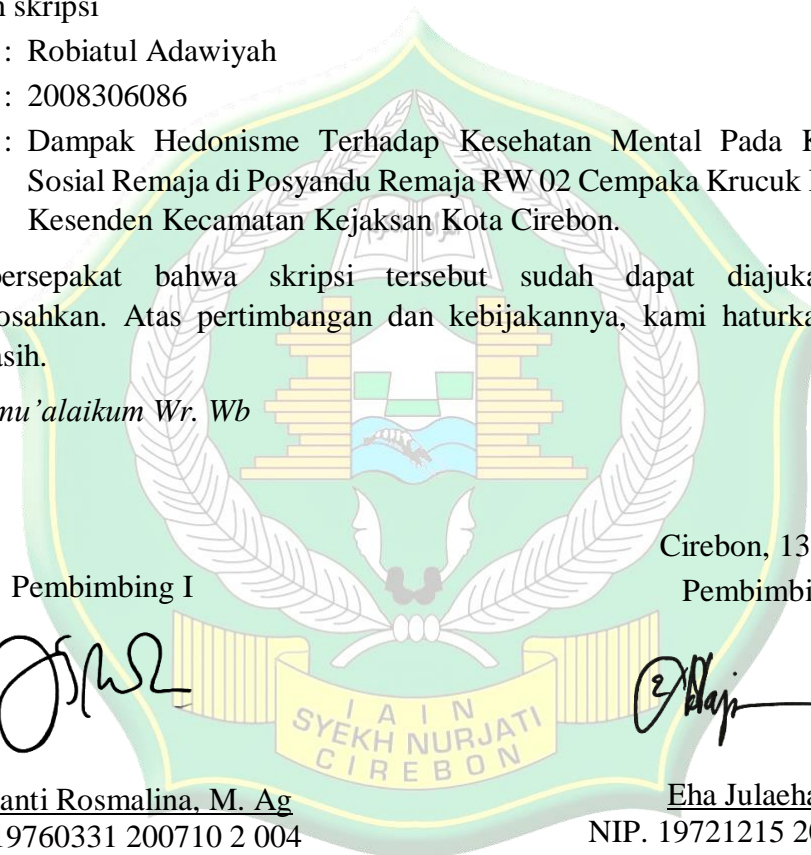 n skripsi
: Robiatul Adawiyah
: 2008306086
: Dampak Hedonisme Terhadap Kesehatan Mental Pada K
Sosial Remaja di Posyandu Remaja RW 02 Cempaka Krucuk
Kesenden Kecamatan Kejaksan Kota Cirebon.
bersepakat bahwa skripsi tersebut sudah dapat diajuka
osahkan. Atas pertimbangan dan kebijakannya, kami haturka
asih.
mu’alaikum Wr. Wb
Cirebon, 13
Pembimbing I
Pembimbi
IAIN
SYEKH NURJATI
CIREBON
anti Rosmalina, M. Ag
Eha Julaeha
19760331 200710 2 004
NIP. 19721215 20